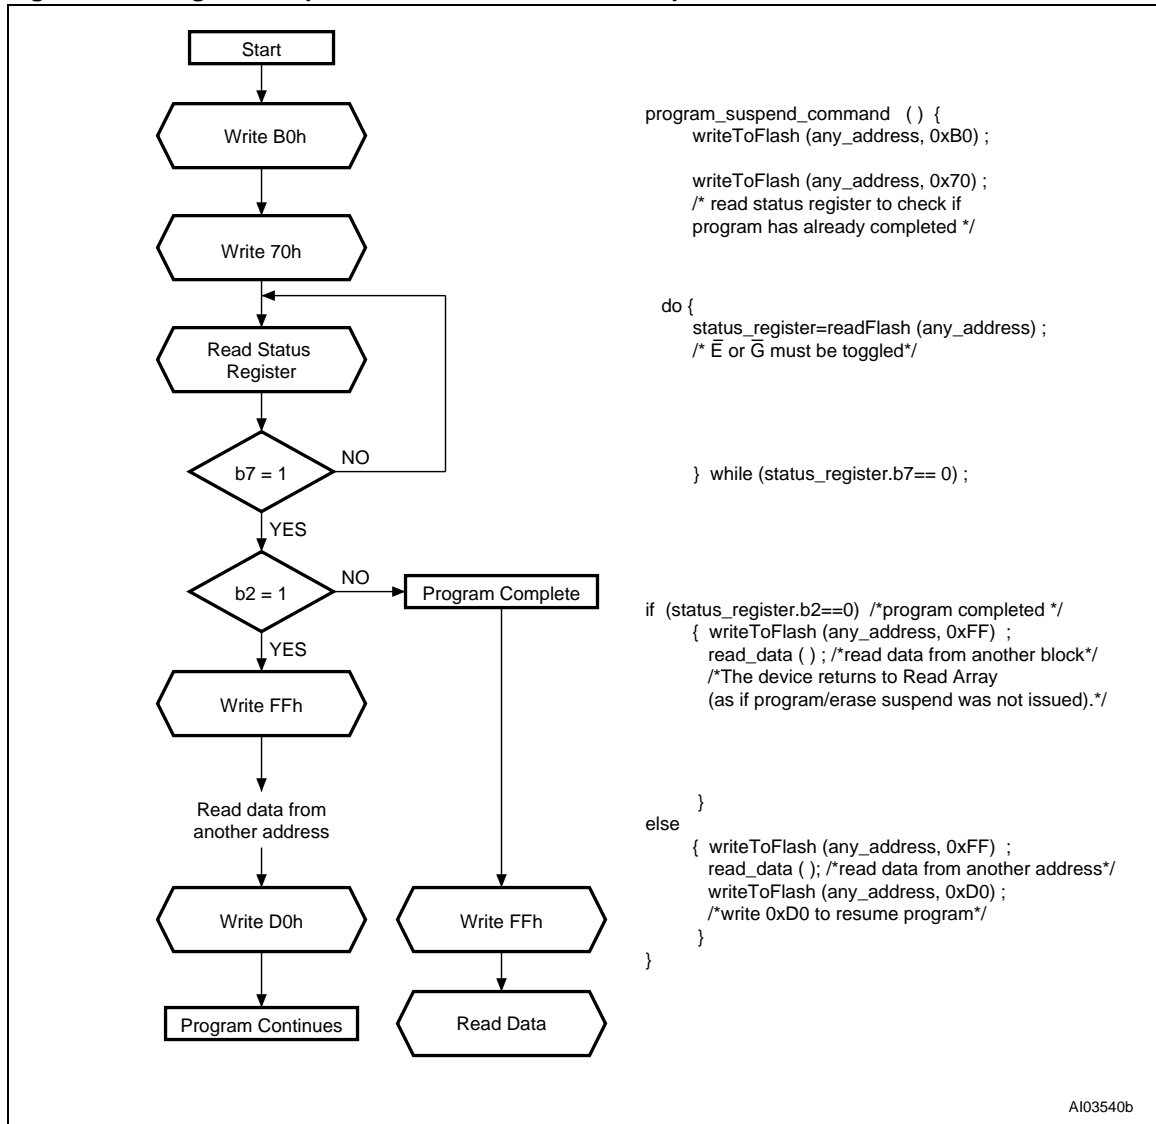 Start
Write B0h
Write 70h
Read Status
Register
b7 = 1
NO
YES
b2 = 1
NO
Program Complete
YES
Write FFh
Read data from
another address
Write D0h
Write FFh
Program Continues
Read Data
program_suspend_command ( ) {
writeToFlash (any_address, 0xB0) ;
writeToFlash (any_address, 0x70) ;
/* read status register to check if
program has already completed */
do {
status_register=readFlash (any_address) ;
/* E̅ or G̅ must be toggled*/
} while (status_register.b7== 0) ;
if (status_register.b2==0) /*program completed */
{ writeToFlash (any_address, 0xFF) ;
read_data ( ) ; /*read data from another block*/
/*The device returns to Read Array
(as if program/erase suspend was not issued).*/
}
else
{ writeToFlash (any_address, 0xFF) ;
read_data ( ); /*read data from another address*/
writeToFlash (any_address, 0xD0) ;
/*write 0xD0 to resume program*/
}
}
AI03540b